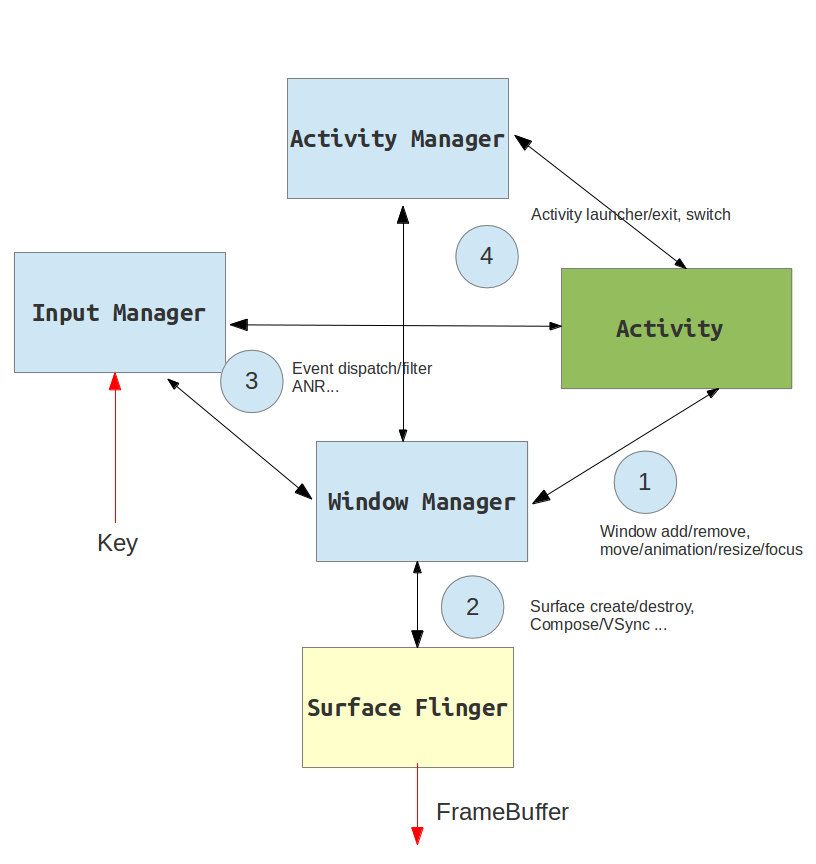 Activity Manager
Activity launcher/exit, switch
4
Input Manager
Activity
3
Event dispatch/filter
ANR...
Window Manager
1
Window add/remove,
move/animation/resize/focus
Key
2
Surface create/destroy,
Compose/VSync ...
Surface Flinger
FrameBuffer